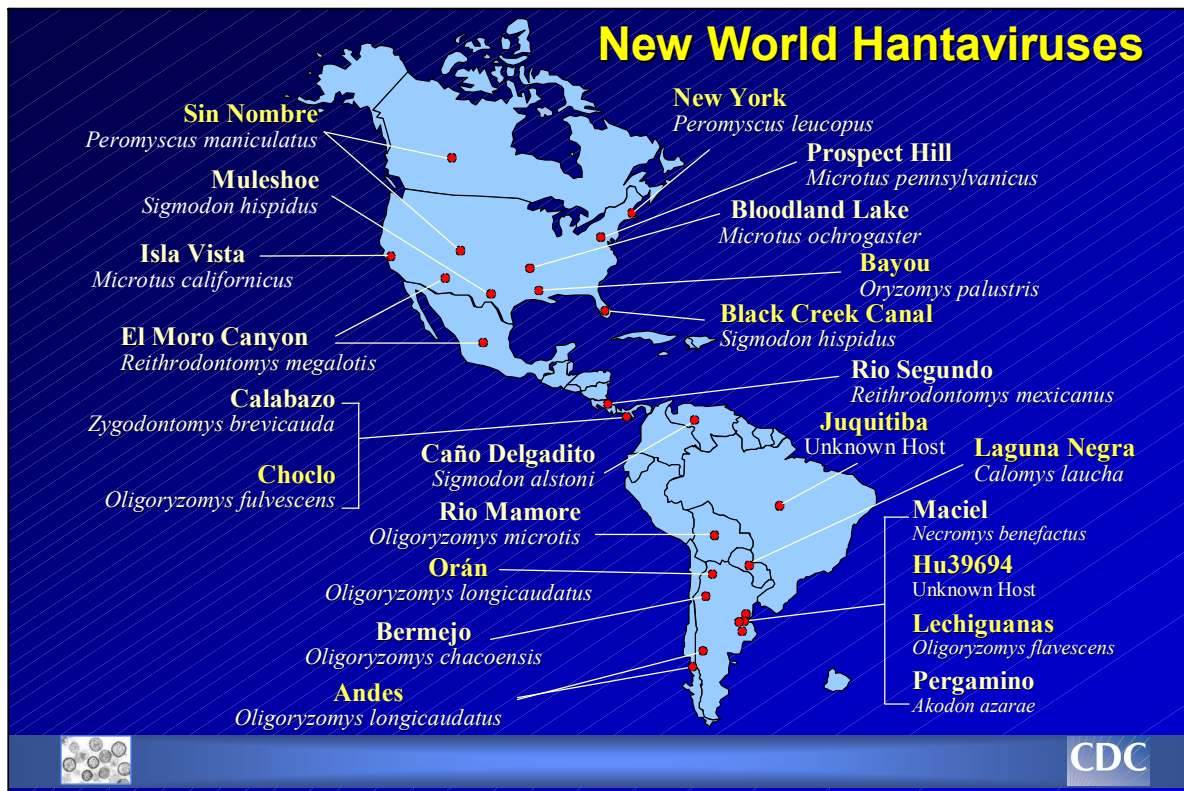 New World Hantaviruses
Sin Nombre
Peromyscus maniculatus
Muleshoe
Sigmodon hispidus
Isla Vista
Microtus californicus
El Moro Canyon
Reithrodontomys megalotis
Calabazo
Zygodontomys brevicauda
Choclo
Oligoryzomys fulvescens
New York
Peromyscus leucopus
Prospect Hill
Microtus pennsylvanicus
Bloodland Lake
Microtus ochrogaster
Bayou
Oryzomys palustris
Black Creek Canal
Sigmodon hispidus
Rio Segundo
Reithrodontomys mexicanus
Juquitiba
Unknown Host
Laguna Negra
Calomys laucha
Caño Delgadito
Sigmodon alstoni
Rio Mamore
Oligoryzomys microtis
Orán
Oligoryzomys longicaudatus
Bermejo
Oligoryzomys chacoensis
Andes
Oligoryzomys longicaudatus
Maciel
Necromys benefactus
Hu39694
Unknown Host
Lechiguanas
Oligoryzomys flavescens
Pergamino
Akodon azarae
CDC